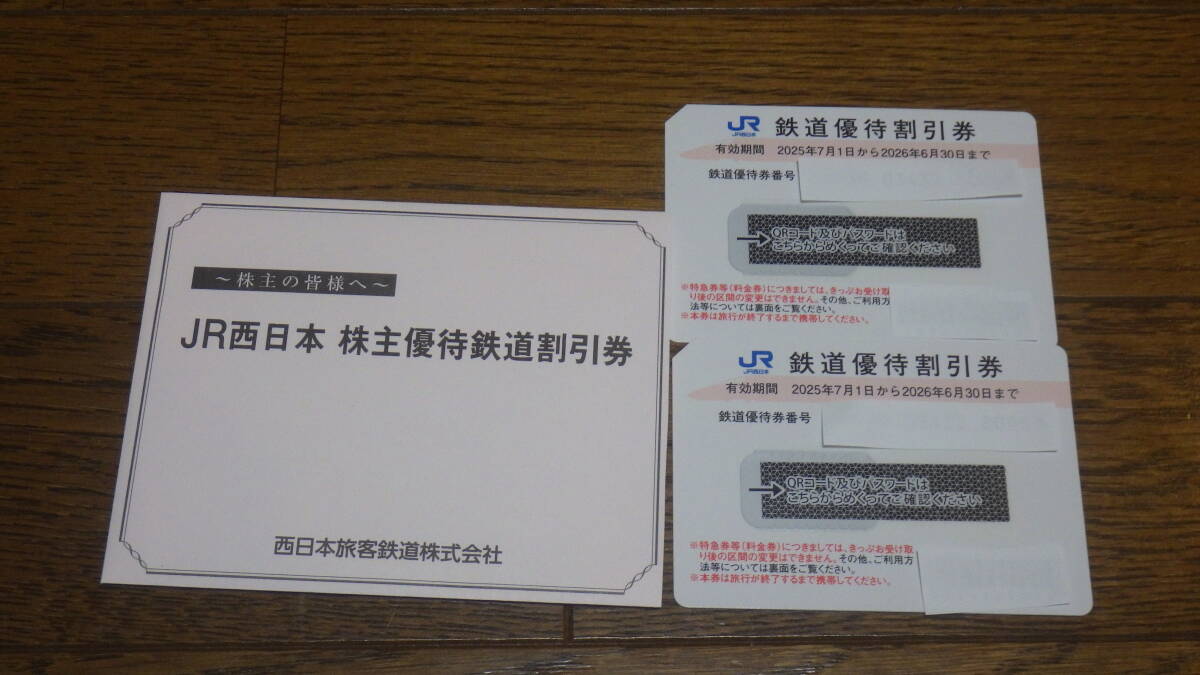 ～株主の皆様へ～
JR西日本 株主優待鉄道割引券
西日本旅客鉄道株式会社
JR 鉄道優待割引券
JR西日本
有効期間 2025年7月1日から2026年6月30日まで
鉄道優待券番号
QRコード及びパスワードは
こちらからめくってご確認ください
※特急券等(料金券)につきましては、きっぷお受け取
り後の区間の変更はできません。その他、ご利用方
法等については裏面をご覧ください。
※本券は旅行が終了するまで携帯してください。
JR 鉄道優待割引券
JR西日本
有効期間 2025年7月1日から2026年6月30日まで
鉄道優待券番号
QRコード及びパスワードは
こちらからめくってご確認ください
※特急券等(料金券)につきましては、きっぷお受け取
り後の区間の変更はできません。その他、ご利用方
法等については裏面をご覧ください。
※本券は旅行が終了するまで携帯してください。